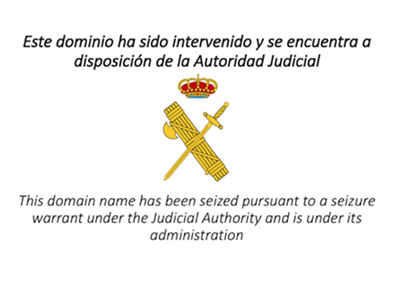 Este dominio ha sido intervenido y se encuentra a
disposición de la Autoridad Judicial
This domain name has been seized pursuant to a seizure
warrant under the Judicial Authority and is under its
administration